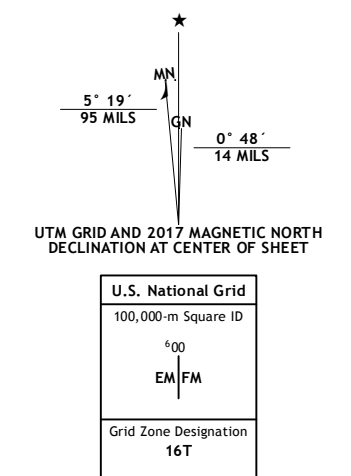 ★
MN
GN
5° 19´
95 MILS
0° 48´
14 MILS
UTM GRID AND 2017 MAGNETIC NORTH
DECLINATION AT CENTER OF SHEET
U.S. National Grid
100,000-m Square ID
⁶00
EM FM
Grid Zone Designation
16T